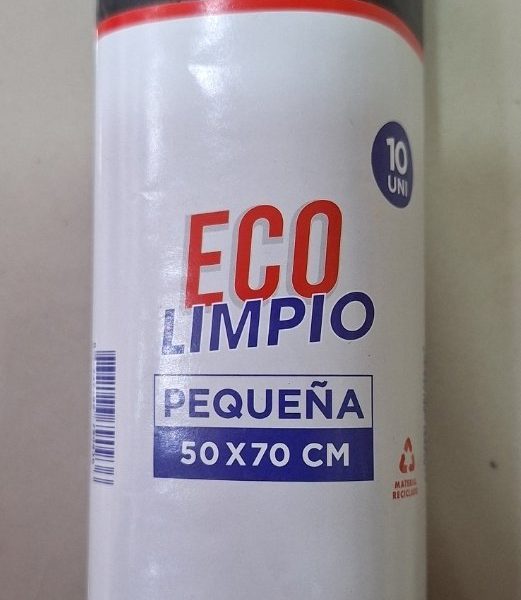 10
UNI
ECO
LIMPIO
PEQUEÑA
50 X 70 CM
MATERIAL
RECICLADO